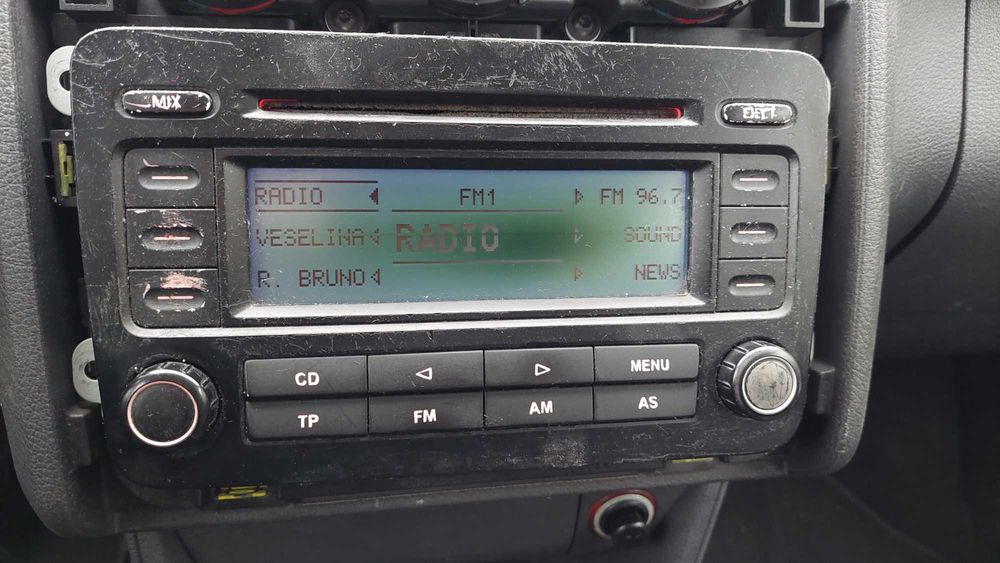 MIX
EJECT
RADIO FM1 FM 96.7
VESELINA RADIO SOUND
R. BRUNO NEWS
CD MENU
TP FM AM AS